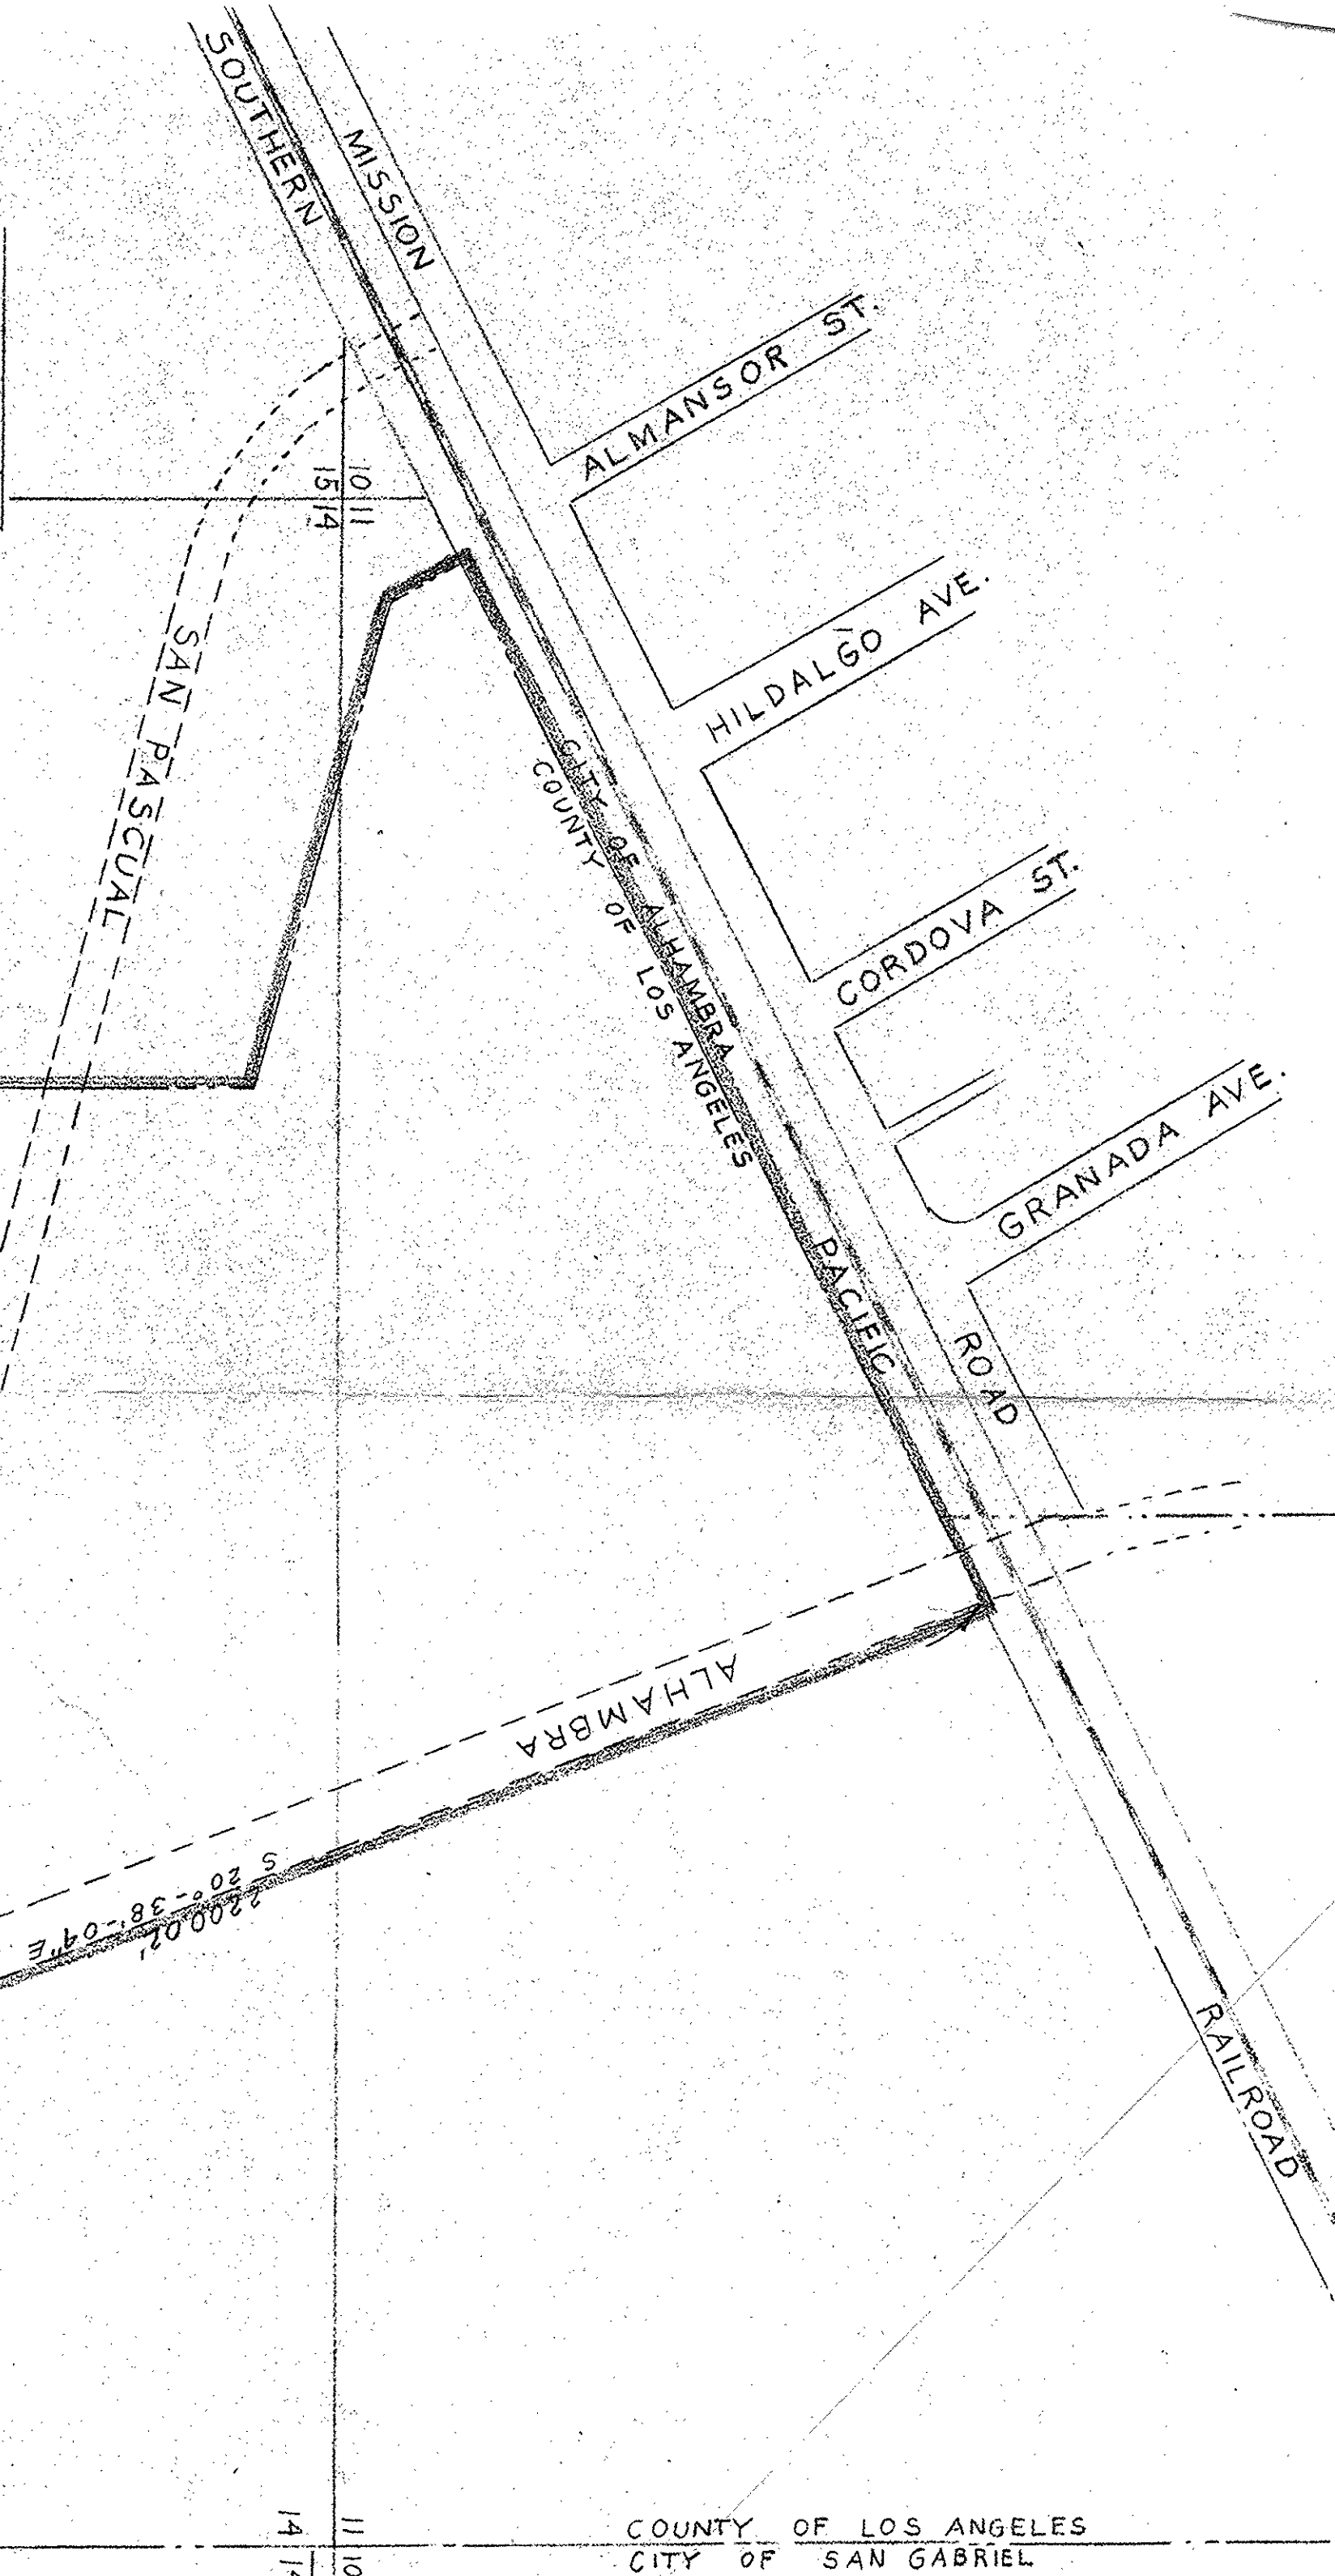 SOUTHERN
MISSION
ALMANSOR ST.
10 11
15 14
HILDALGO AVE.
SAN PASCUAL
CITY OF ALHAMBRA
COUNTY OF LOS ANGELES
CORDOVA ST.
GRANADA AVE.
PACIFIC
ROAD
ALHAMBRA
S 20°-38'-04"E
2200.02'
RAILROAD
14 11
COUNTY OF LOS ANGELES
CITY OF SAN GABRIEL